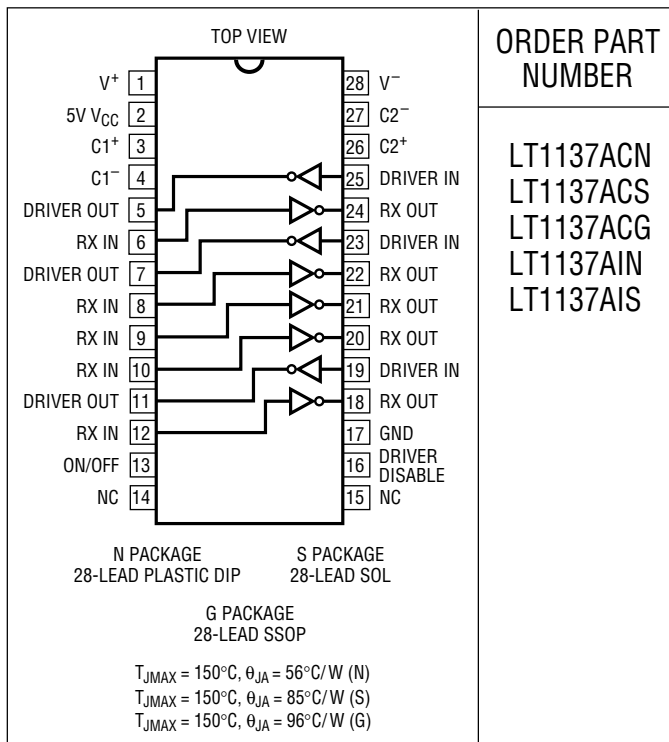 TOP VIEW
V+ 1
5V VCC 2
C1+ 3
C1− 4
DRIVER OUT 5
RX IN 6
DRIVER OUT 7
RX IN 8
RX IN 9
RX IN 10
DRIVER OUT 11
RX IN 12
ON/OFF 13
NC 14
28 V−
27 C2−
26 C2+
25 DRIVER IN
24 RX OUT
23 DRIVER IN
22 RX OUT
21 RX OUT
20 RX OUT
19 DRIVER IN
18 RX OUT
17 GND
16 DRIVER
DISABLE
15 NC
N PACKAGE
28-LEAD PLASTIC DIP
S PACKAGE
28-LEAD SOL
G PACKAGE
28-LEAD SSOP
TJMAX = 150°C, θJA = 56°C/W (N)
TJMAX = 150°C, θJA = 85°C/W (S)
TJMAX = 150°C, θJA = 96°C/W (G)
ORDER PART
NUMBER
LT1137ACN
LT1137ACS
LT1137ACG
LT1137AIN
LT1137AIS